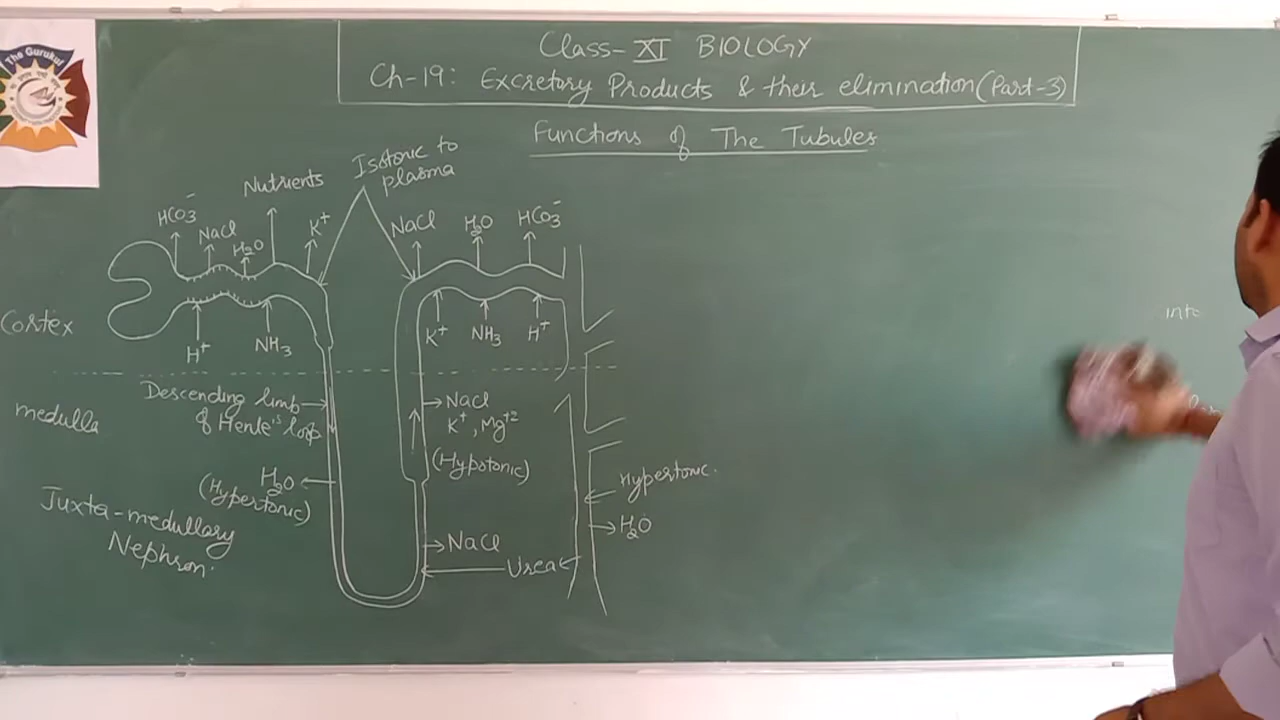 The Gurukul
Class-XI BIOLOGY
Ch-19: Excretory Products & their elimination (Part-3)
Functions of The Tubules
Isotonic to
plasma
Nutrients
HCO3⁻
NaCl
H2O
K⁺
NaCl
H2O
HCO3⁻
Cortex
H⁺
NH3
K⁺
NH3
H⁺
into
medulla
Descending limb
of Henle's loop
NaCl
K⁺, Mg⁺²
(Hypotonic)
H2O
(Hypertonic)
Hypertonic.
H2O
Juxta-medullary
Nephron.
NaCl
Urea